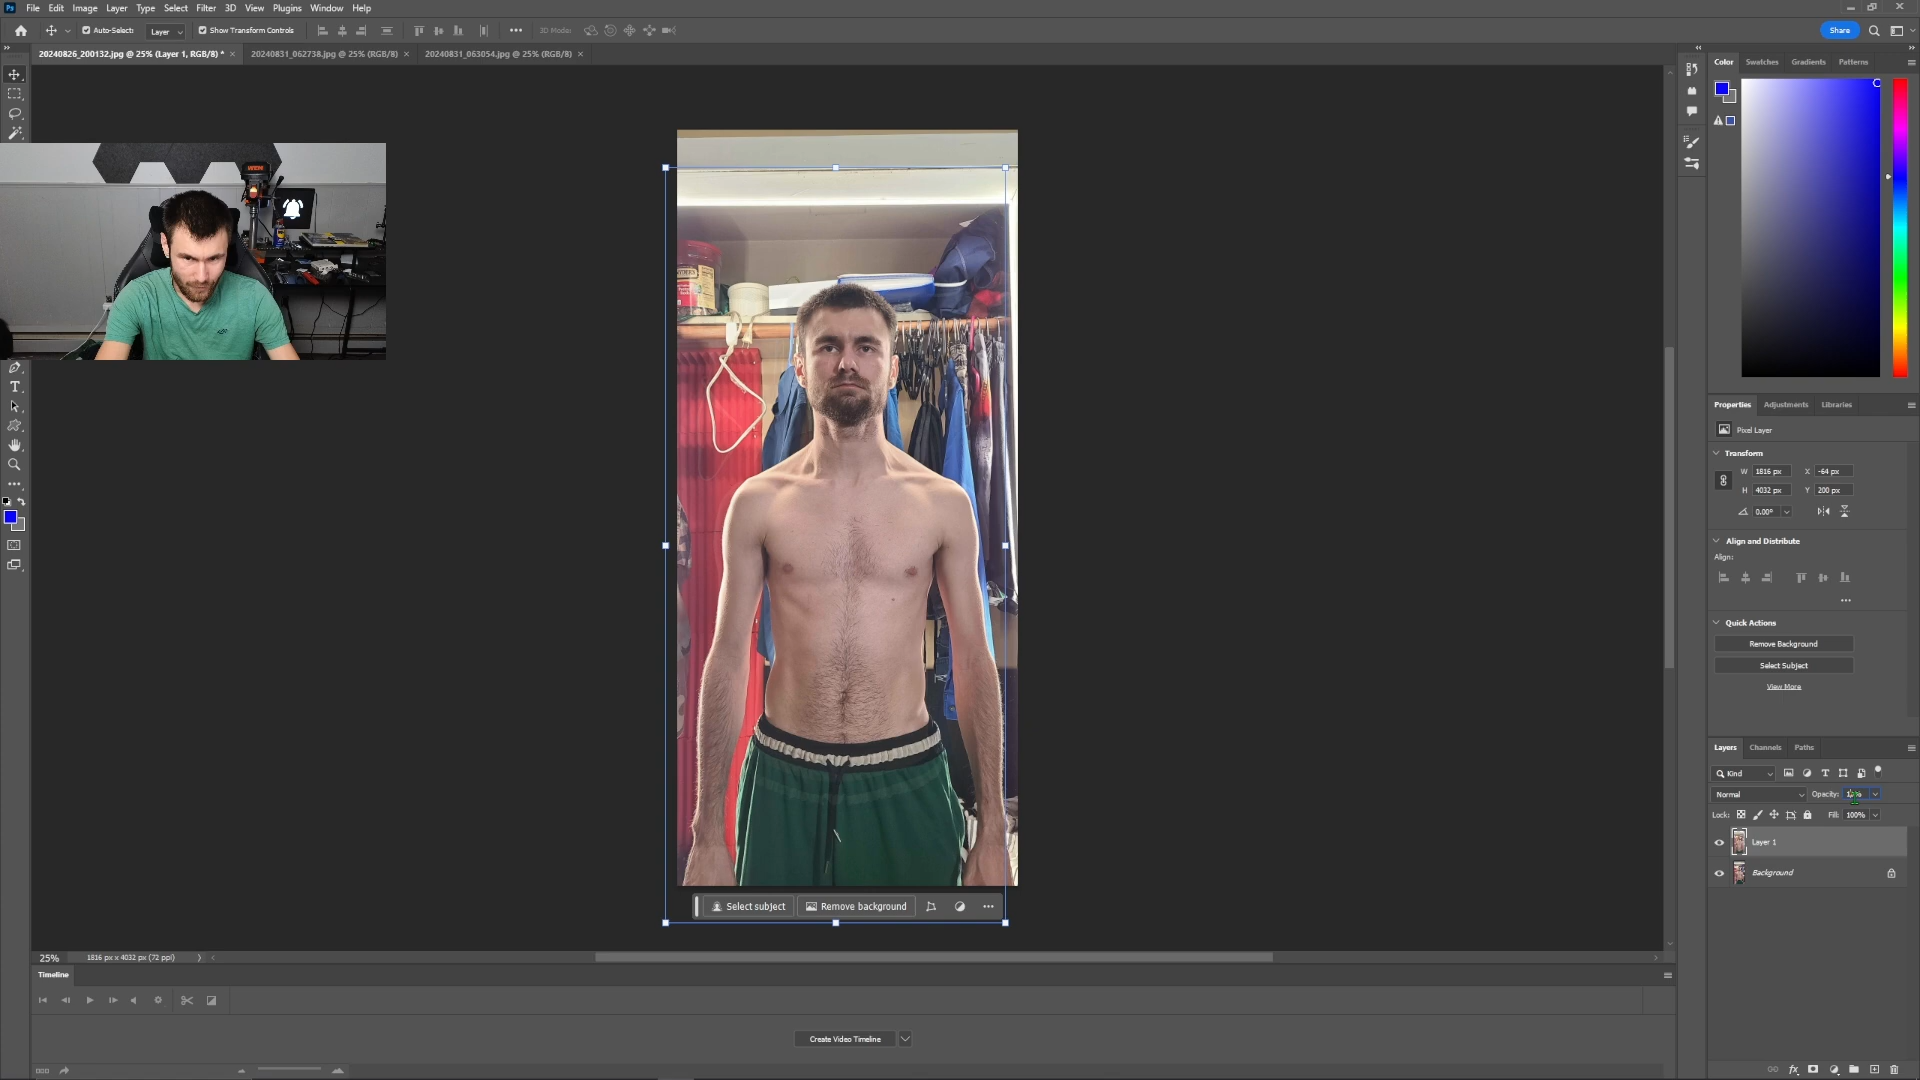 Ps File Edit Image Layer Type Select Filter 3D View Plugins Window Help
Auto-Select: Layer Show Transform Controls 3D Mode: Share
20240826_200132.jpg @ 25% (Layer 1, RGB/8) * 20240831_062738.jpg @ 25% (RGB/8) 20240831_063054.jpg @ 25% (RGB/8)
Color Swatches Gradients Patterns
Properties Adjustments Libraries
Pixel Layer
Transform
W 1816 px X -64 px
H 4032 px Y 200 px
0.00°
Align and Distribute
Align:
Quick Actions
Remove Background
Select Subject
View More
Layers Channels Paths
Kind
Normal Opacity:
Lock: Fill: 100%
Layer 1
Background
Select subject Remove background
25% 1816 px x 4032 px (72 ppi)
Timeline
Create Video Timeline